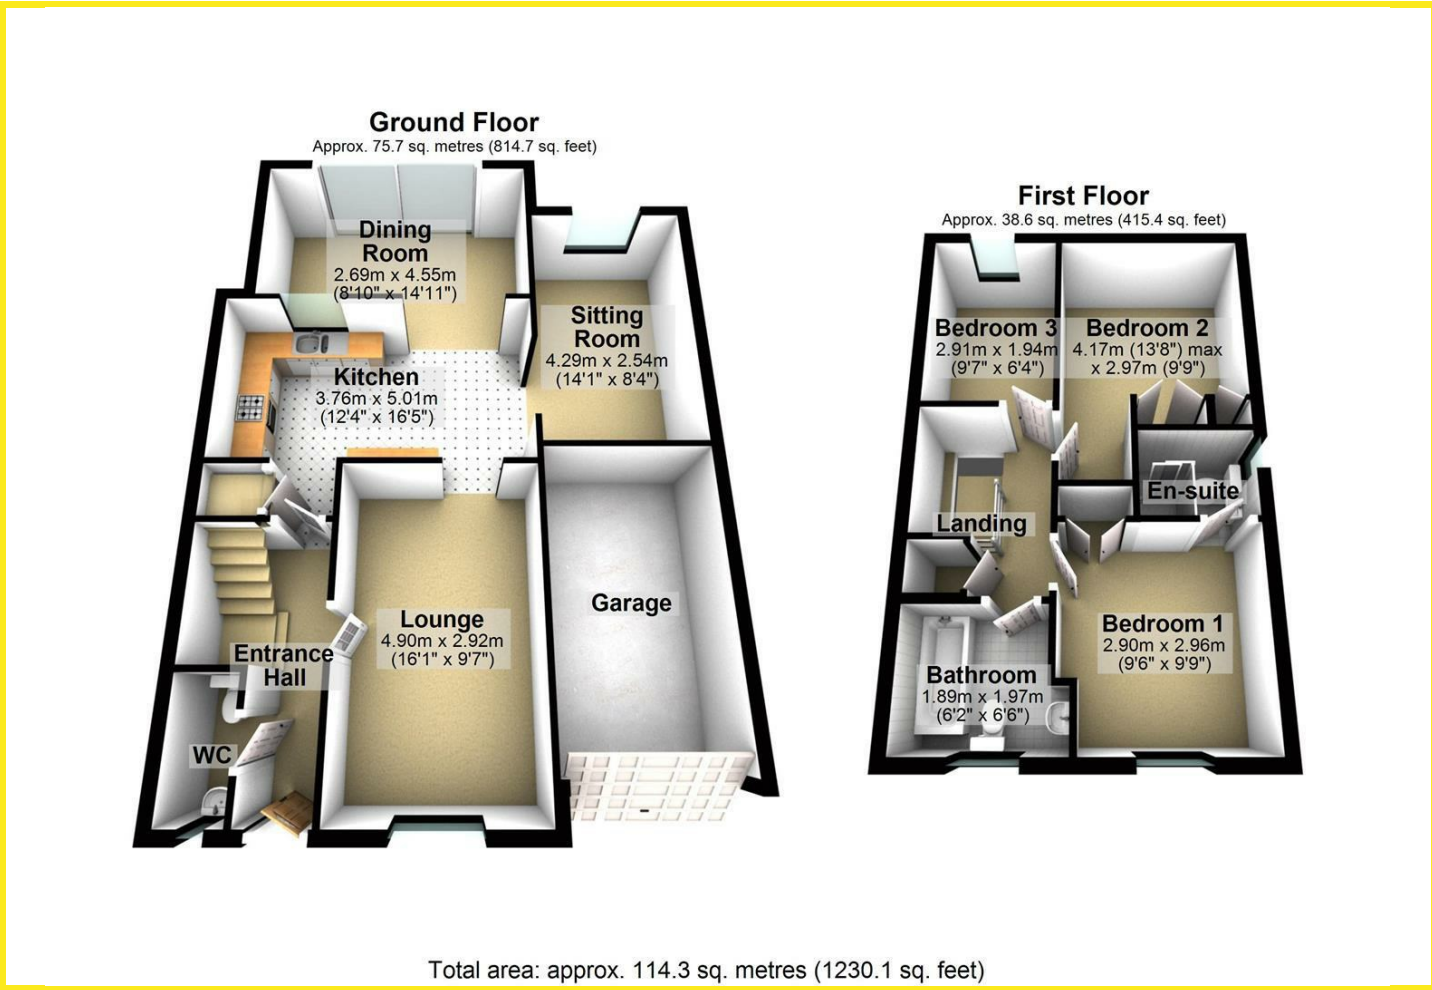 Ground Floor
Approx. 75.7 sq. metres (814.7 sq. feet)
Dining
Room
2.69m x 4.55m
(8'10" x 14'11")
Sitting
Room
4.29m x 2.54m
(14'1" x 8'4")
Kitchen
3.76m x 5.01m
(12'4" x 16'5")
Lounge
4.90m x 2.92m
(16'1" x 9'7")
Garage
Entrance
Hall
WC
First Floor
Approx. 38.6 sq. metres (415.4 sq. feet)
Bedroom 3
2.91m x 1.94m
(9'7" x 6'4")
Bedroom 2
4.17m (13'8") max
x 2.97m (9'9")
En-suite
Landing
Bedroom 1
2.90m x 2.96m
(9'6" x 9'9")
Bathroom
1.89m x 1.97m
(6'2" x 6'6")
Total area: approx. 114.3 sq. metres (1230.1 sq. feet)